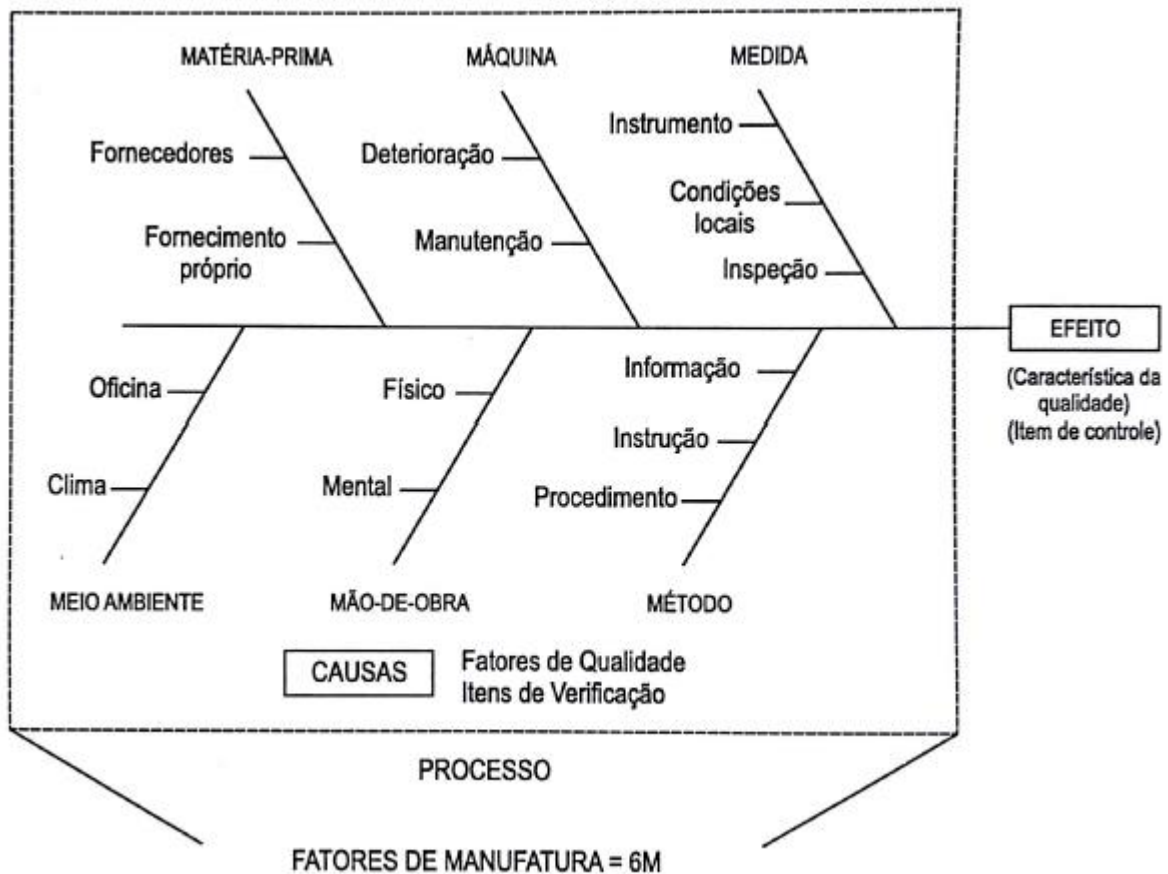 MATÉRIA-PRIMA
MÁQUINA
MEDIDA
Fornecedores
Fornecimento
próprio
Deterioração
Manutenção
Instrumento
Condições
locais
Inspeção
EFEITO
(Característica da
qualidade)
(Item de controle)
Oficina
Clima
Físico
Mental
Informação
Instrução
Procedimento
MEIO AMBIENTE
MÃO-DE-OBRA
MÉTODO
CAUSAS
Fatores de Qualidade
Itens de Verificação
PROCESSO
FATORES DE MANUFATURA = 6M